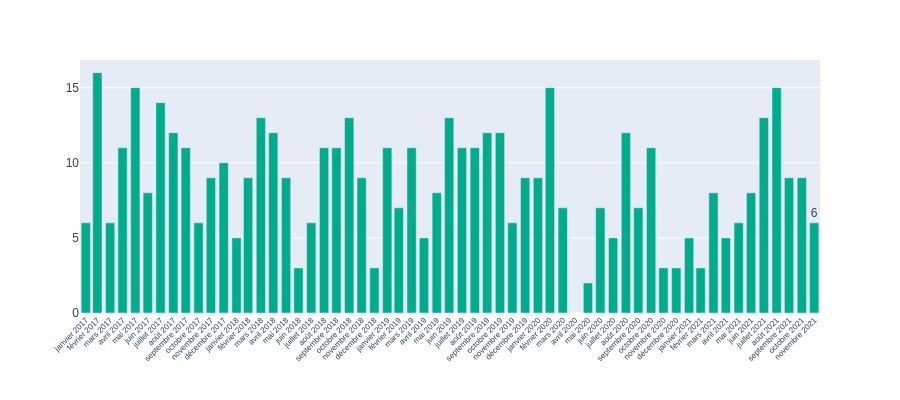 15
10
5
0
6
janvier 2017
février 2017
mars 2017
avril 2017
mai 2017
juin 2017
juillet 2017
août 2017
septembre 2017
octobre 2017
novembre 2017
décembre 2017
janvier 2018
février 2018
mars 2018
avril 2018
mai 2018
juin 2018
juillet 2018
août 2018
septembre 2018
octobre 2018
novembre 2018
décembre 2018
janvier 2019
février 2019
mars 2019
avril 2019
mai 2019
juin 2019
juillet 2019
août 2019
septembre 2019
octobre 2019
novembre 2019
décembre 2019
janvier 2020
février 2020
mars 2020
avril 2020
mai 2020
juin 2020
juillet 2020
août 2020
septembre 2020
octobre 2020
novembre 2020
décembre 2020
janvier 2021
février 2021
mars 2021
avril 2021
mai 2021
juin 2021
juillet 2021
août 2021
septembre 2021
octobre 2021
novembre 2021